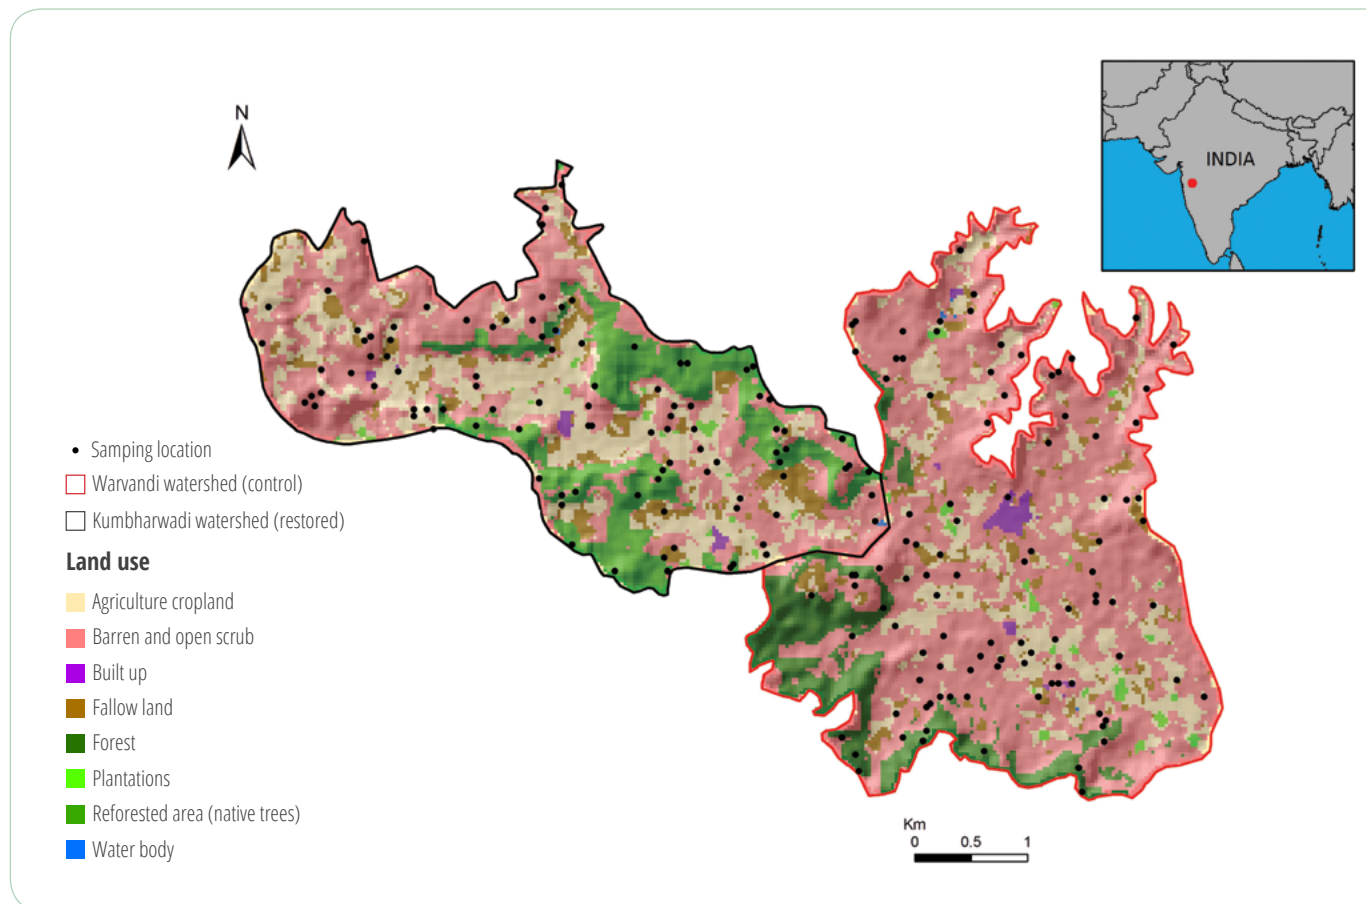 N
INDIA
Samping location
Warvandi watershed (control)
Kumbharwadi watershed (restored)
Land use
Agriculture cropland
Barren and open scrub
Built up
Fallow land
Forest
Plantations
Reforested area (native trees)
Water body
Km
0 0.5 1